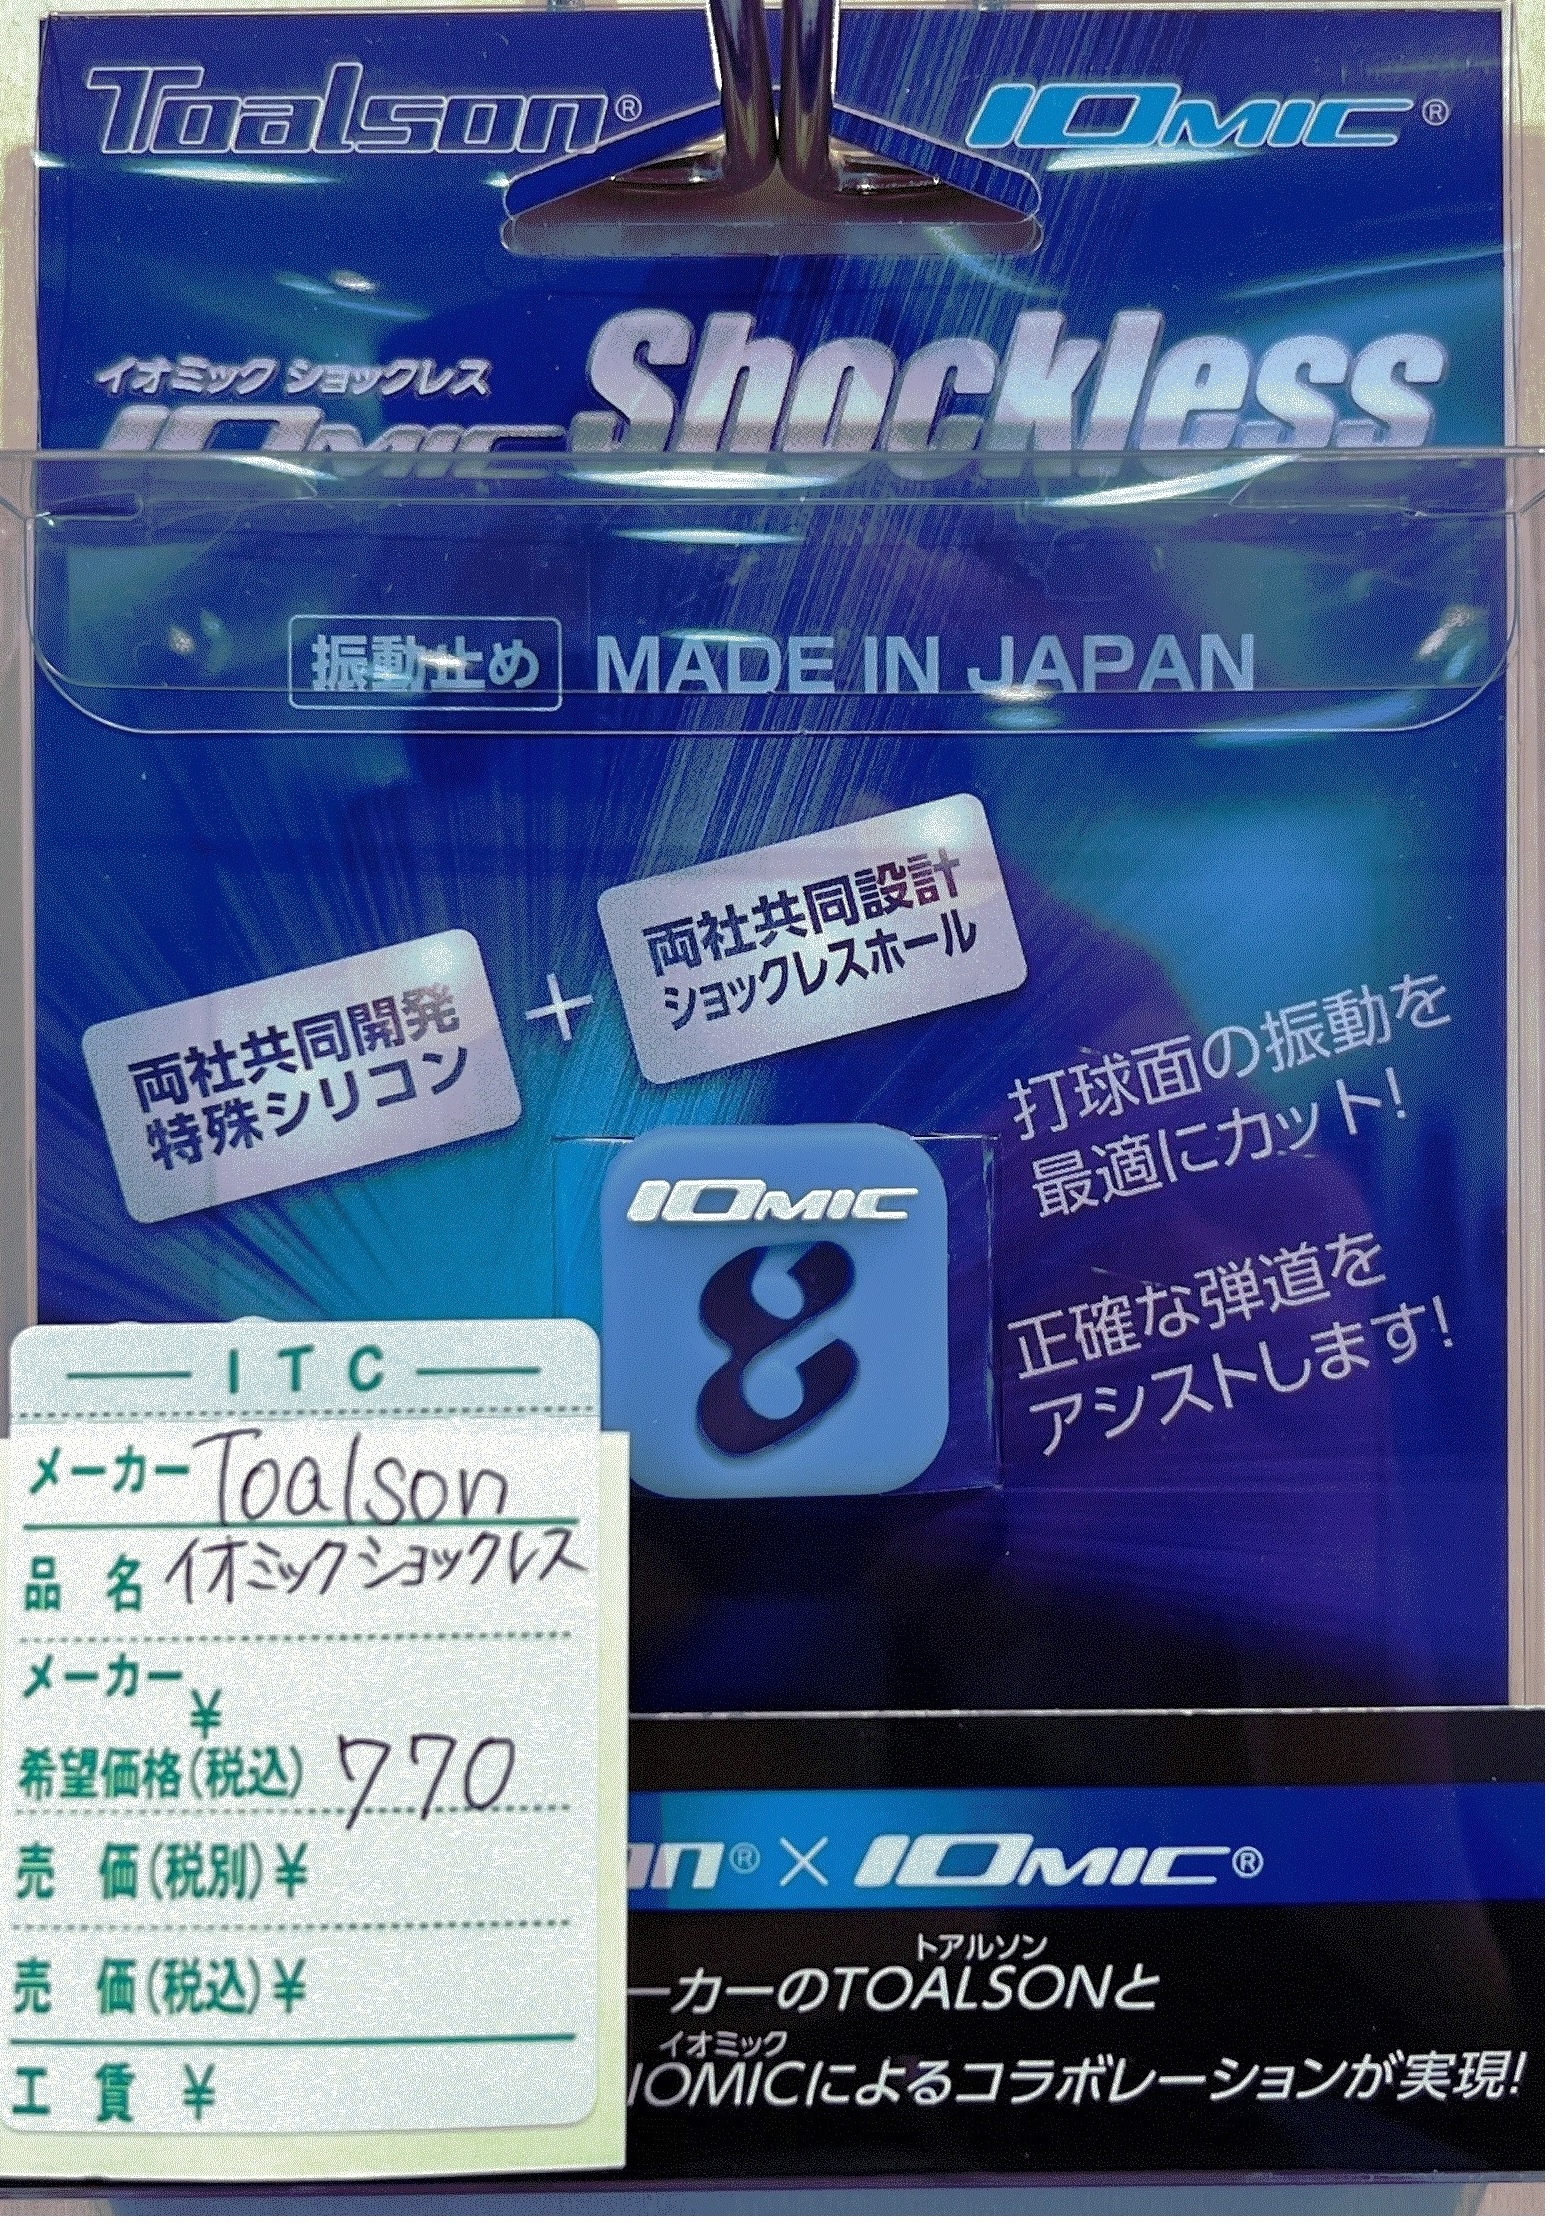 Toalson®
IOMIC®
イオミック ショックレス
IOMIC Shockless
振動止め MADE IN JAPAN
両社共同開発
特殊シリコン
+
両社共同設計
ショックレスホール
打球面の振動を
最適にカット!
正確な弾道を
アシストします!
IOMIC
8
ITC
メーカー Toalson
品 名 イオミックショックレス
メーカー
¥
希望価格(税込) 770
売 価(税別)¥
売 価(税込)¥
工 賃 ¥
on® × IOMIC®
トアルソン
ーカーのTOALSONと
イオミック
IOMICによるコラボレーションが実現!